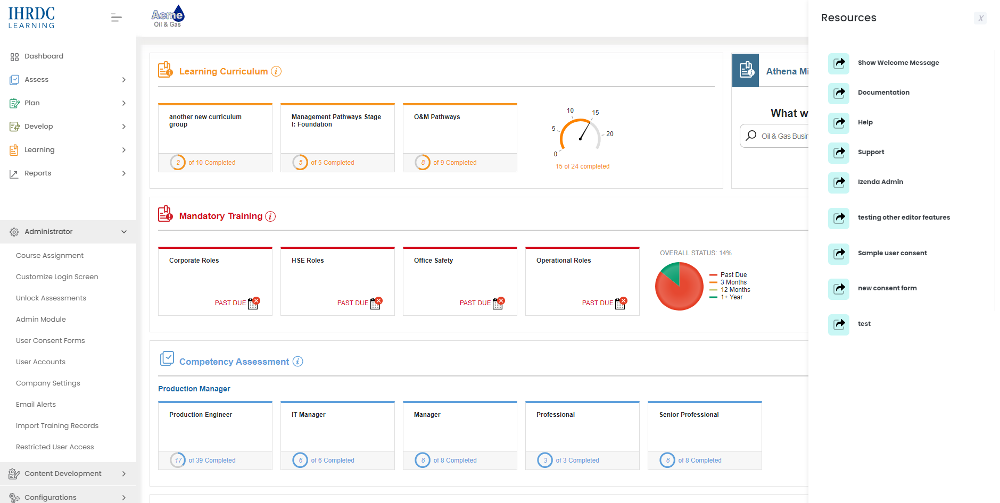 IHRDC
LEARNING
Dashboard
Assess
Plan
Develop
Learning
Reports
Administrator
Course Assignment
Customize Login Screen
Unlock Assessments
Admin Module
User Consent Forms
User Accounts
Company Settings
Email Alerts
Import Training Records
Restricted User Access
Content Development
Configurations
Acme
Oil & Gas
Learning Curriculum i
another new curriculum
group
2 of 10 Completed
Management Pathways Stage
I: Foundation
5 of 5 Completed
O&M Pathways
8 of 9 Completed
0
5
10
15
20
15 of 24 completed
Athena Mi
What w
Oil & Gas Busin
Mandatory Training i
Corporate Roles
PAST DUE
HSE Roles
PAST DUE
Office Safety
PAST DUE
Operational Roles
PAST DUE
OVERALL STATUS: 14%
Past Due
3 Months
12 Months
1+ Year
Competency Assessment i
Production Manager
Production Engineer
17 of 39 Completed
IT Manager
6 of 6 Completed
Manager
8 of 8 Completed
Professional
3 of 3 Completed
Senior Professional
8 of 8 Completed
Resources
X
Show Welcome Message
Documentation
Help
Support
Izenda Admin
testing other editor features
Sample user consent
new consent form
test